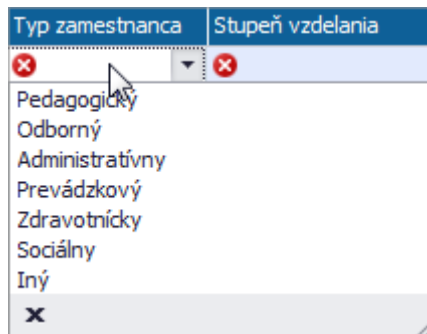 Typ zamestnanca Stupeň vzdelania
Pedagogický
Odborný
Administratívny
Prevádzkový
Zdravotnícky
Sociálny
Iný